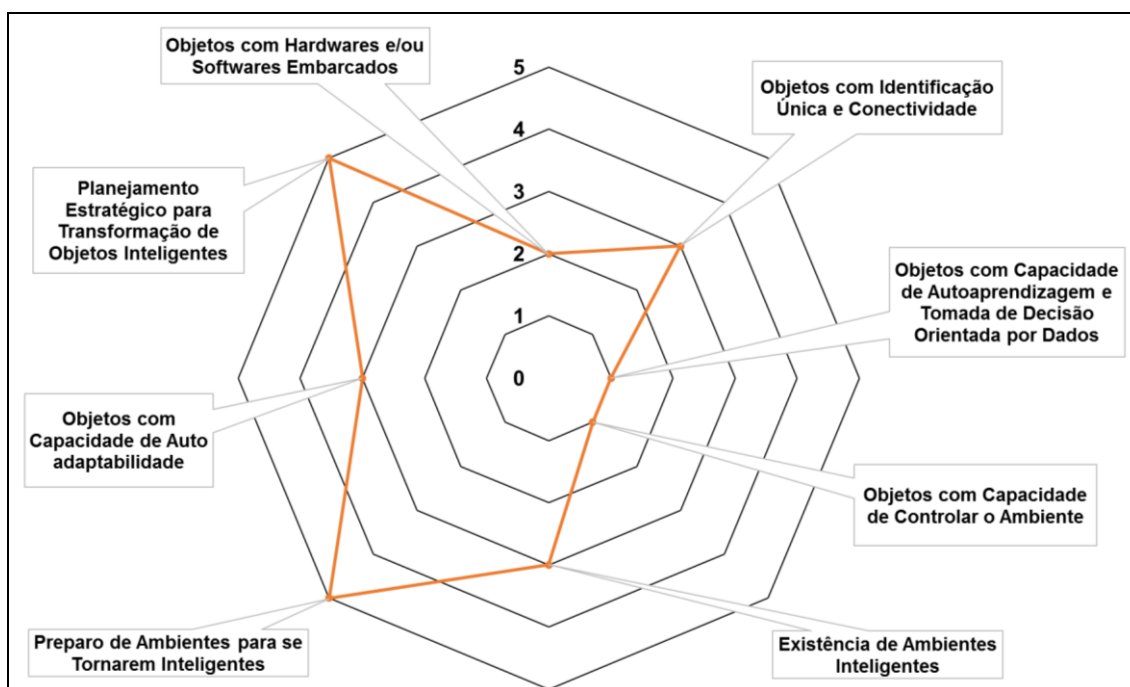 Objetos com Hardwares e/ou
Softwares Embarcados
5
4
3
2
1
0
Objetos com Identificação
Única e Conectividade
Planejamento
Estratégico para
Transformação de
Objetos Inteligentes
Objetos com Capacidade
de Autoaprendizagem e
Tomada de Decisão
Orientada por Dados
Objetos com
Capacidade de Auto
adaptabilidade
Objetos com Capacidade
de Controlar o Ambiente
Preparo de Ambientes para se
Tornarem Inteligentes
Existência de Ambientes
Inteligentes